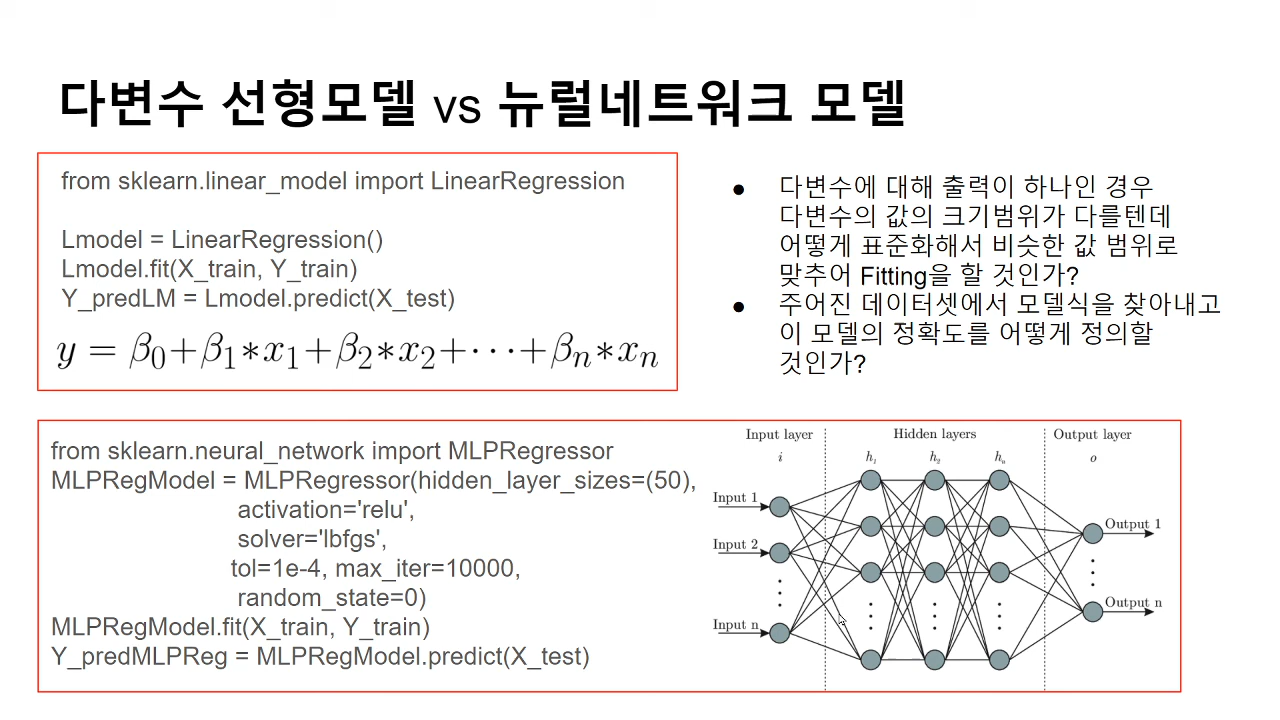 다변수 선형모델 vs 뉴럴네트워크 모델
from sklearn.linear_model import LinearRegression
Lmodel = LinearRegression()
Lmodel.fit(X_train, Y_train)
Y_predLM = Lmodel.predict(X_test)
y = β₀+β₁*x₁+β₂*x₂+···+βₙ*xₙ
● 다변수에 대해 출력이 하나인 경우
다변수의 값의 크기범위가 다를텐데
어떻게 표준화해서 비슷한 값 범위로
맞추어 Fitting을 할 것인가?
● 주어진 데이터셋에서 모델식을 찾아내고
이 모델의 정확도를 어떻게 정의할
것인가?
from sklearn.neural_network import MLPRegressor
MLPRegModel = MLPRegressor(hidden_layer_sizes=(50),
activation='relu',
solver='lbfgs',
tol=1e-4, max_iter=10000,
random_state=0)
MLPRegModel.fit(X_train, Y_train)
Y_predMLPReg = MLPRegModel.predict(X_test)
Input layer Hidden layers Output layer
i h₁ h₂ hₙ o
Input 1
Input 2
Input n
Output 1
Output n